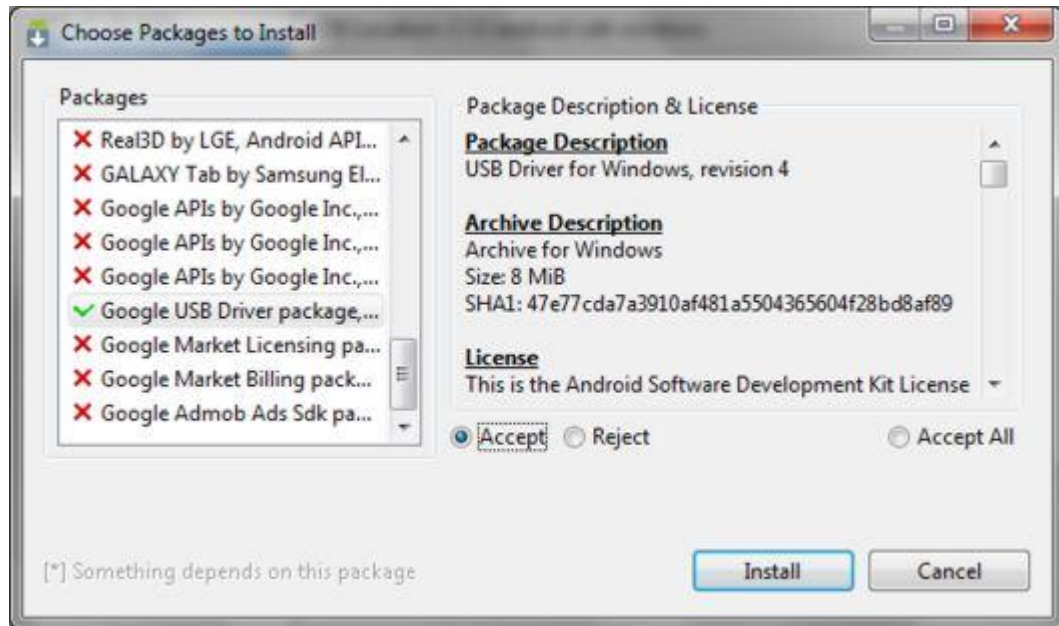 Choose Packages to Install
Packages
Real3D by LGE, Android API...
GALAXY Tab by Samsung El...
Google APIs by Google Inc.,...
Google APIs by Google Inc.,...
Google APIs by Google Inc.,...
Google USB Driver package,...
Google Market Licensing pa...
Google Market Billing pack...
Google Admob Ads Sdk pa...
Package Description & License
Package Description
USB Driver for Windows, revision 4
Archive Description
Archive for Windows
Size: 8 MiB
SHA1: 47e77cda7a3910af481a5504365604f28bd8af89
License
This is the Android Software Development Kit License
Accept Reject Accept All
[*] Something depends on this package
Install Cancel